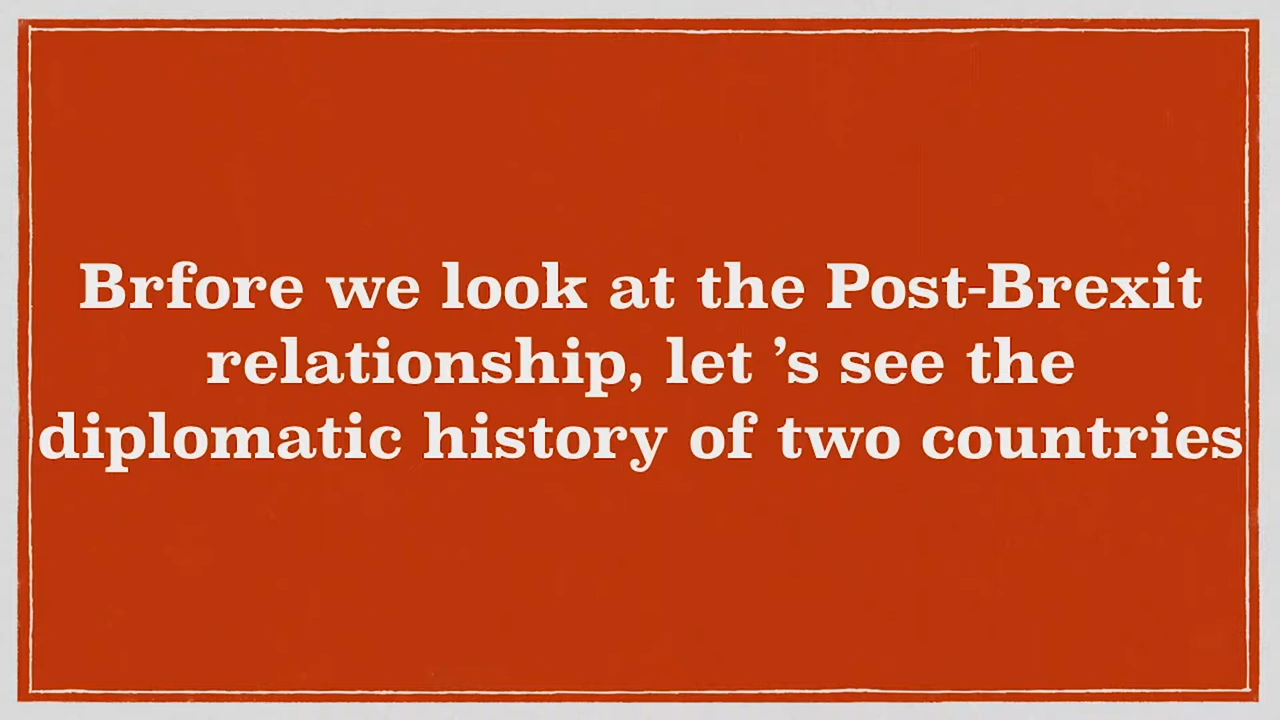 Brfore we look at the Post-Brexit
relationship, let ’s see the
diplomatic history of two countries